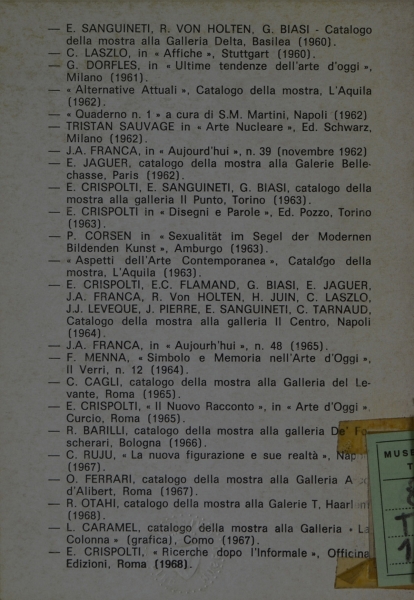 — E. SANGUINETI, R. VON HOLTEN, G. BIASI - Catalogo
della mostra alla Galleria Delta, Basilea (1960).
— C. LASZLO, in « Affiche », Stuttgart (1960).
— G. DORFLES, in « Ultime tendenze dell'arte d'oggi »,
Milano (1961).
— « Alternative Attuali », Catalogo della mostra, L'Aquila
(1962).
— « Quaderno n. 1 » a cura di S.M. Martini, Napoli (1962)
— TRISTAN SAUVAGE in « Arte Nucleare », Ed. Schwarz,
Milano (1962).
— J.A. FRANCA, in « Aujourd'hui », n. 39 (novembre 1962)
— E. JAGUER, catalogo della mostra alla Galerie Belle-
chasse, Paris (1962).
— E. CRISPOLTI, E. SANGUINETI, G. BIASI, catalogo della
mostra alla galleria Il Punto, Torino (1963).
— E. CRISPOLTI in « Disegni e Parole », Ed. Pozzo, Torino
(1963).
— P. CORSEN in « Sexualität im Segel der Modernen
Bildenden Kunst », Amburgo (1963).
— « Aspetti dell'Arte Contemporanea », Catalogo della
mostra, L'Aquila (1963).
— E. CRISPOLTI, E.C. FLAMAND, G. BIASI, E. JAGUER,
J.A. FRANCA, R. Von HOLTEN, H. JUIN, C. LASZLO,
J.J. LEVEQUE, J. PIERRE, E. SANGUINETI, C. TARNAUD,
Catalogo della mostra alla galleria Il Centro, Napoli
(1964).
— J.A. FRANCA, in « Aujourh'hui », n. 48 (1965).
— F. MENNA, « Simbolo e Memoria nell'Arte d'Oggi »,
Il Verri, n. 12 (1964).
— C. CAGLI, catalogo della mostra alla Galleria del Le-
vante, Roma (1965).
— E. CRISPOLTI, « Il Nuovo Racconto », in « Arte d'Oggi »
Curcio, Roma (1965).
— R. BARILLI, catalogo della mostra alla galleria De'
scherari, Bologna (1966).
— C. RUJU, « La nuova figurazione e sue realtà »,
(1967).
— O. FERRARI, catalogo della mostra alla Galleria
d'Alibert, Roma (1967).
— R. OTAHI, catalogo della mostra alla Galerie T,
(1968).
— L. CARAMEL, catalogo della mostra alla Galleria « La
Colonna » (grafica), Como (1967).
— E. CRISPOLTI, « Ricerche dopo l'Informale », Officina
Edizioni, Roma (1968).
MUSE